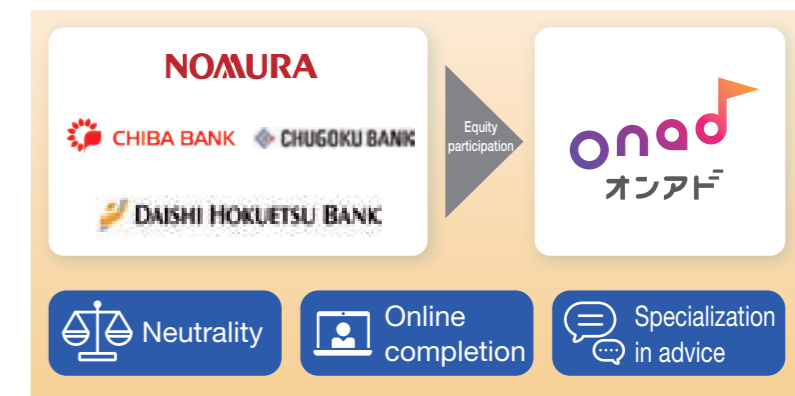 NOMURA
CHIBA BANK
CHUGOKU BANK
DAISHI HOKUETSU BANK
Equity
participation
onad
オンアド
Neutrality
Online
completion
Specialization
in advice